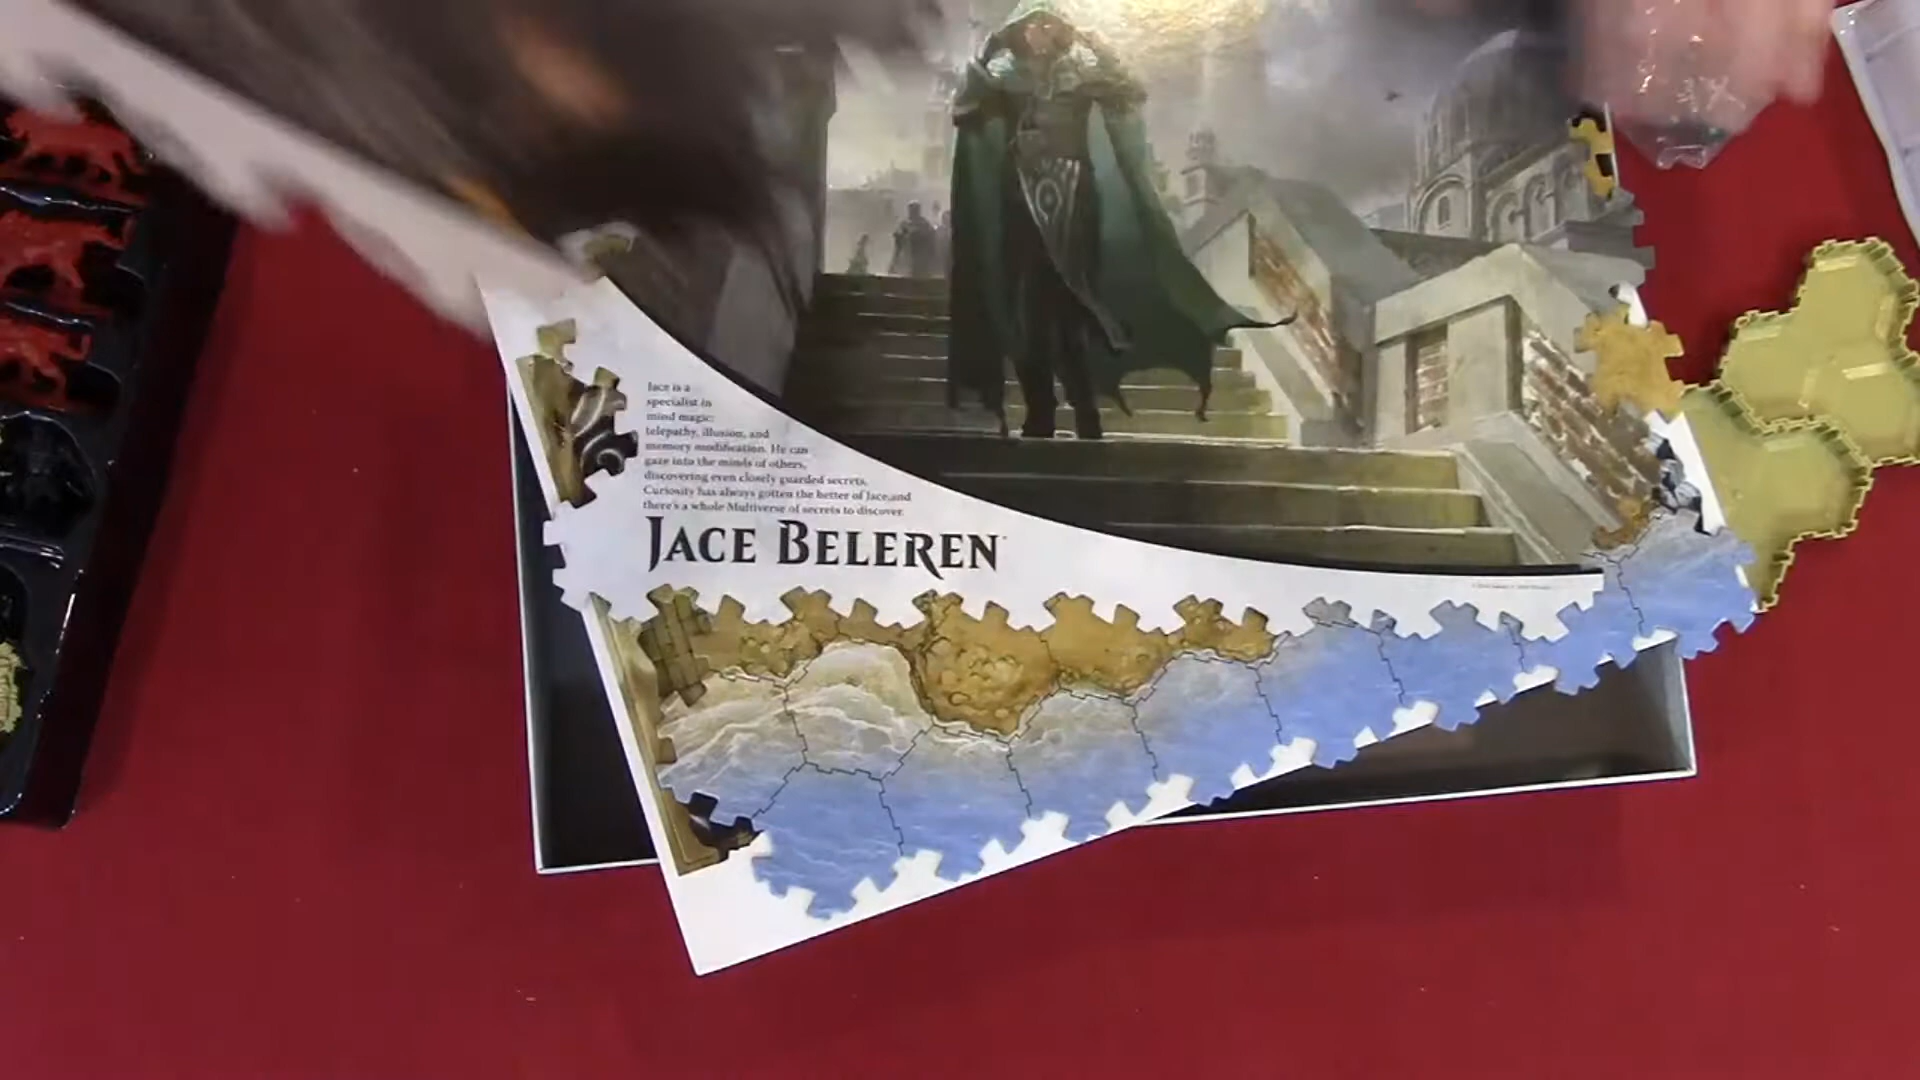 Jace is a
specialist in
mind magic:
telepathy, illusion, and
memory modification. He can
gaze into the minds of others,
discovering even closely guarded secrets.
Curiosity has always gotten the better of Jace,and
there's a whole Multiverse of secrets to discover.
JACE BELEREN